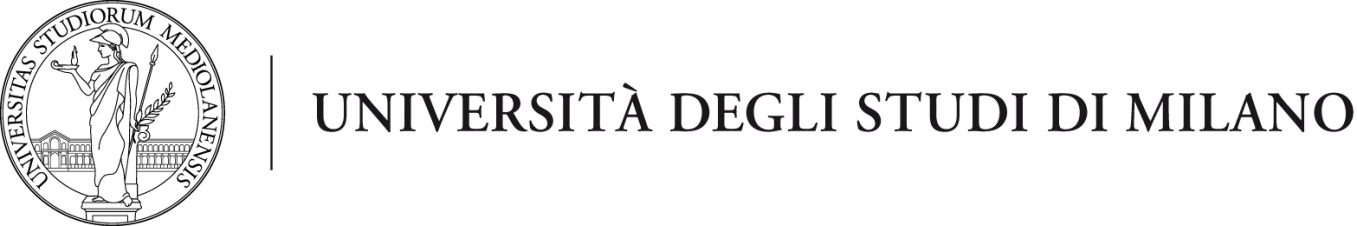 UNIVERSITAS STUDIORUM MEDIOLANENSIS
UNIVERSITÀ DEGLI STUDI DI MILANO